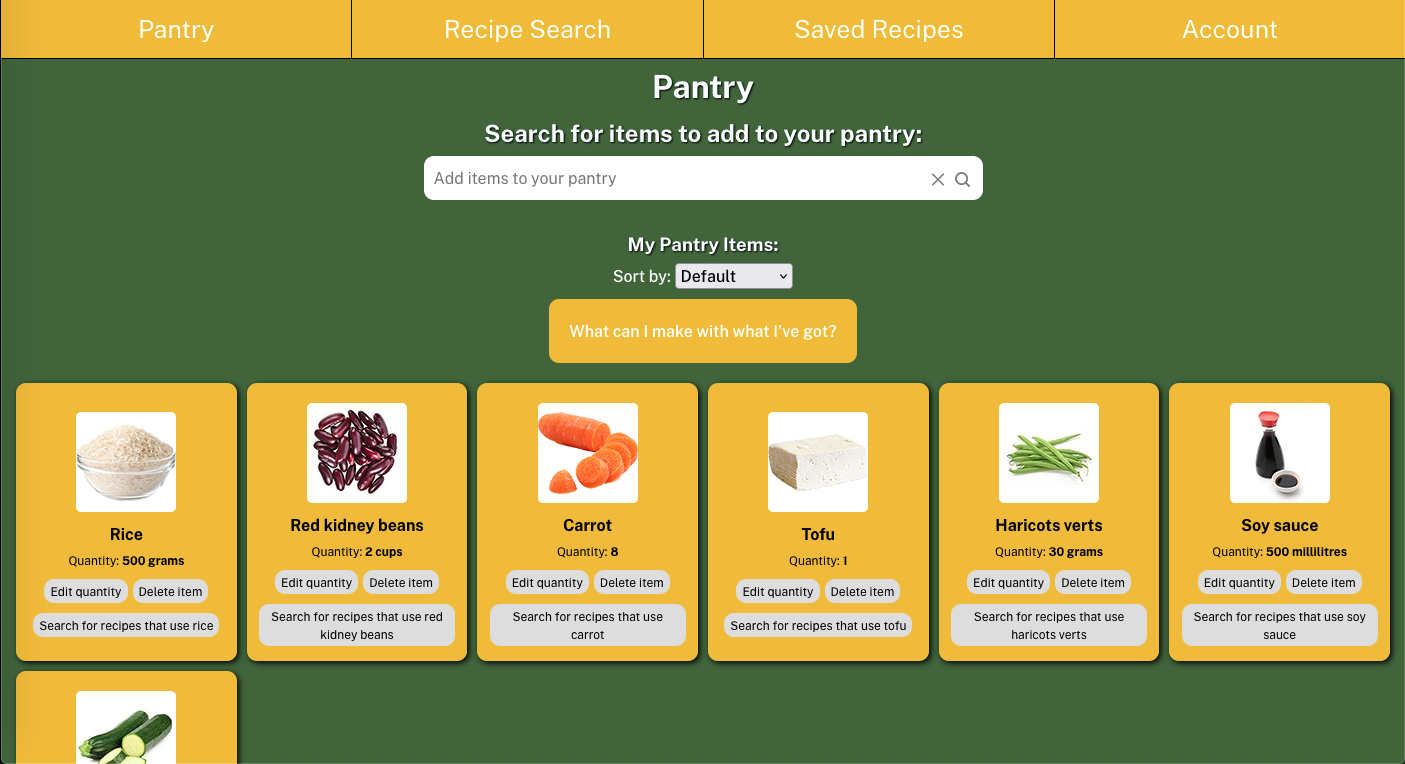 Pantry
Recipe Search
Saved Recipes
Account
Pantry
Search for items to add to your pantry:
Add items to your pantry
My Pantry Items:
Sort by: Default
What can I make with what I've got?
Rice
Quantity: 500 grams
Edit quantity
Delete item
Search for recipes that use rice
Red kidney beans
Quantity: 2 cups
Edit quantity
Delete item
Search for recipes that use red
kidney beans
Carrot
Quantity: 8
Edit quantity
Delete item
Search for recipes that use
carrot
Tofu
Quantity: 1
Edit quantity
Delete item
Search for recipes that use tofu
Haricots verts
Quantity: 30 grams
Edit quantity
Delete item
Search for recipes that use
haricots verts
Soy sauce
Quantity: 500 millilitres
Edit quantity
Delete item
Search for recipes that use soy
sauce